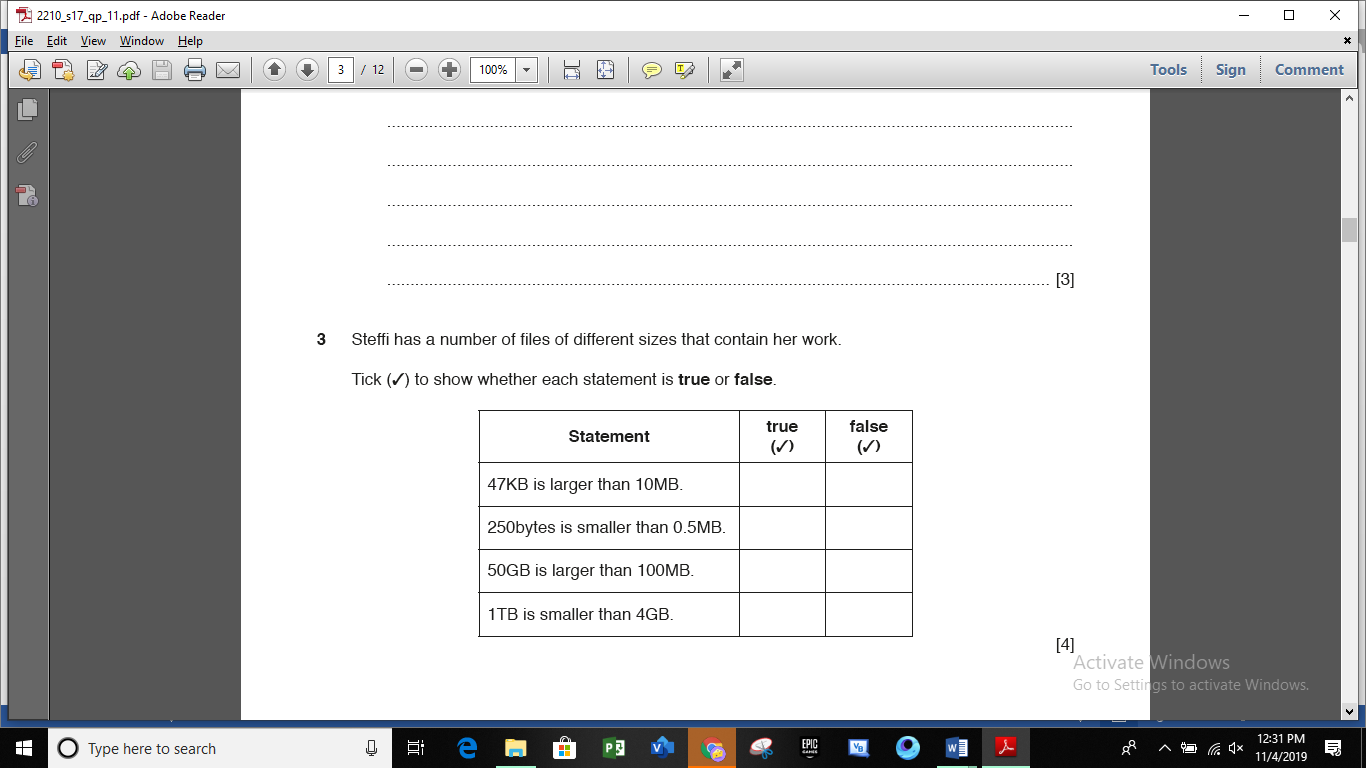 2210_s17_qp_11.pdf - Adobe Reader
File Edit View Window Help
3 / 12 100% Tools Sign Comment
........................................................................................................................................................
........................................................................................................................................................
........................................................................................................................................................
........................................................................................................................................................
................................................................................................................................................... [3]
3 Steffi has a number of files of different sizes that contain her work.
Tick (✓) to show whether each statement is true or false.
Statement true (✓) false (✓)
47KB is larger than 10MB.
250bytes is smaller than 0.5MB.
50GB is larger than 100MB.
1TB is smaller than 4GB.
[4]
Activate Windows
Go to Settings to activate Windows.
Type here to search
EPIC GAMES
12:31 PM
11/4/2019